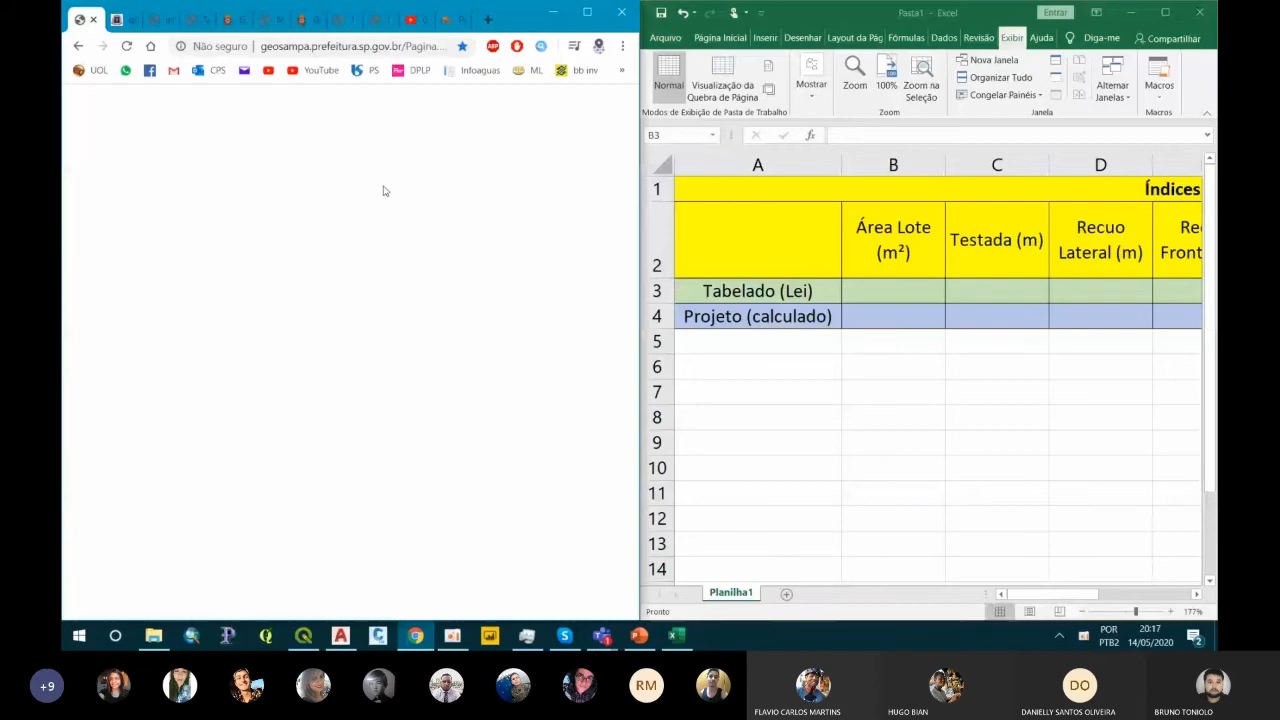 Pasta1 - Excel
Entrar
Arquivo Página Inicial Inserir Desenhar Layout da Pág Fórmulas Dados Revisão Exibir Ajuda Diga-me Compartilhar
Não seguro | geosampa.prefeitura.sp.gov.br/Pagina...
ABP
UOL CPS YouTube PS DPLP Infoaguas ML bb inv »
Normal
Visualização da
Quebra de Página
Mostrar
Zoom
100%
Zoom na
Seleção
Nova Janela
Organizar Tudo
Congelar Painéis
Alternar
Janelas
Macros
Modos de Exibição de Pasta de Trabalho
Zoom
Janela
Macros
B3
fx
A B C D
1 Índices
2
Área Lote
(m²)
Testada (m)
Recuo
Lateral (m)
Re
Front
3 Tabelado (Lei)
4 Projeto (calculado)
5
6
7
8
9
10
11
12
13
14
Planilha1
Pronto
177%
POR
PTB2
20:17
14/05/2020
2
+9
RM
DO
FLAVIO CARLOS MARTINS
HUGO BIAN
DANIELLY SANTOS OLIVEIRA
BRUNO TONIOLO